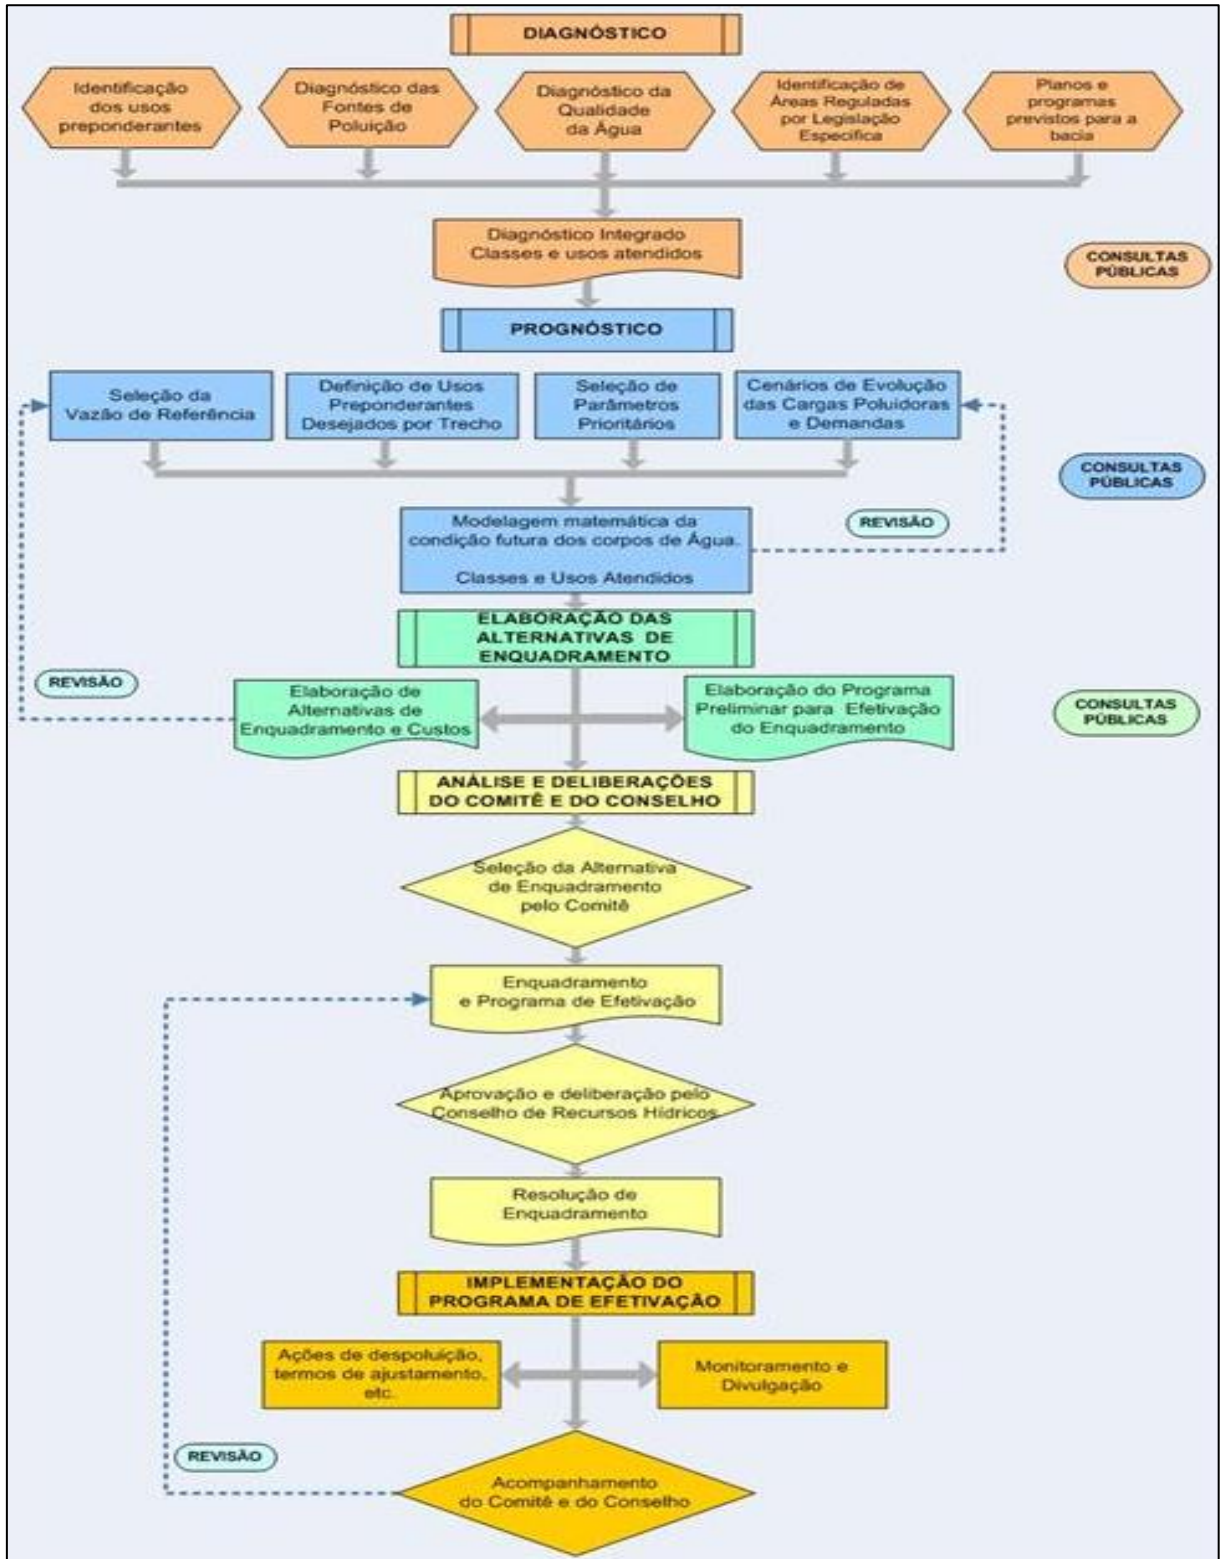 DIAGNÓSTICO
Identificação
dos usos
preponderantes
Diagnóstico das
Fontes de
Poluição
Diagnóstico da
Qualidade
da Água
Identificação de
Áreas Reguladas
por Legislação
Especifica
Planos e
programas
previstos para a
bacia
Diagnóstico Integrado
Classes e usos atendidos
CONSULTAS
PÚBLICAS
PROGNÓSTICO
Seleção da
Vazão de Referência
Definição de Usos
Preponderantes
Desejados por Trecho
Seleção de
Parâmetros
Prioritários
Cenários de Evolução
das Cargas Poluidoras
e Demandas
CONSULTAS
PÚBLICAS
Modelagem matemática da
condição futura dos corpos de Água.
Classes e Usos Atendidos
REVISÃO
ELABORAÇÃO DAS
ALTERNATIVAS DE
ENQUADRAMENTO
REVISÃO
Elaboração de
Alternativas de
Enquadramento e Custos
Elaboração do Programa
Preliminar para Efetivação
do Enquadramento
CONSULTAS
PÚBLICAS
ANÁLISE E DELIBERAÇÕES
DO COMITÊ E DO CONSELHO
Seleção da Alternativa
de Enquadramento
pelo Comitê
Enquadramento
e Programa de Efetivação
Aprovação e deliberação pelo
Conselho de Recursos Hídricos
Resolução de
Enquadramento
IMPLEMENTAÇÃO DO
PROGRAMA DE EFETIVAÇÃO
Ações de despoluição,
termos de ajustamento,
etc.
Monitoramento e
Divulgação
REVISÃO
Acompanhamento
do Comitê e do Conselho